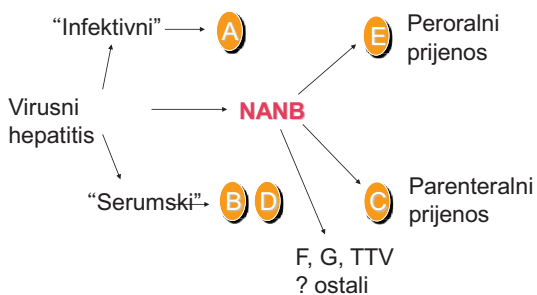 “Infektivni”
A
E
Peroralni
prijenos
Virusni
hepatitis
NANB
“Serumski”
B D
C
Parenteralni
prijenos
F, G, TTV
? ostali